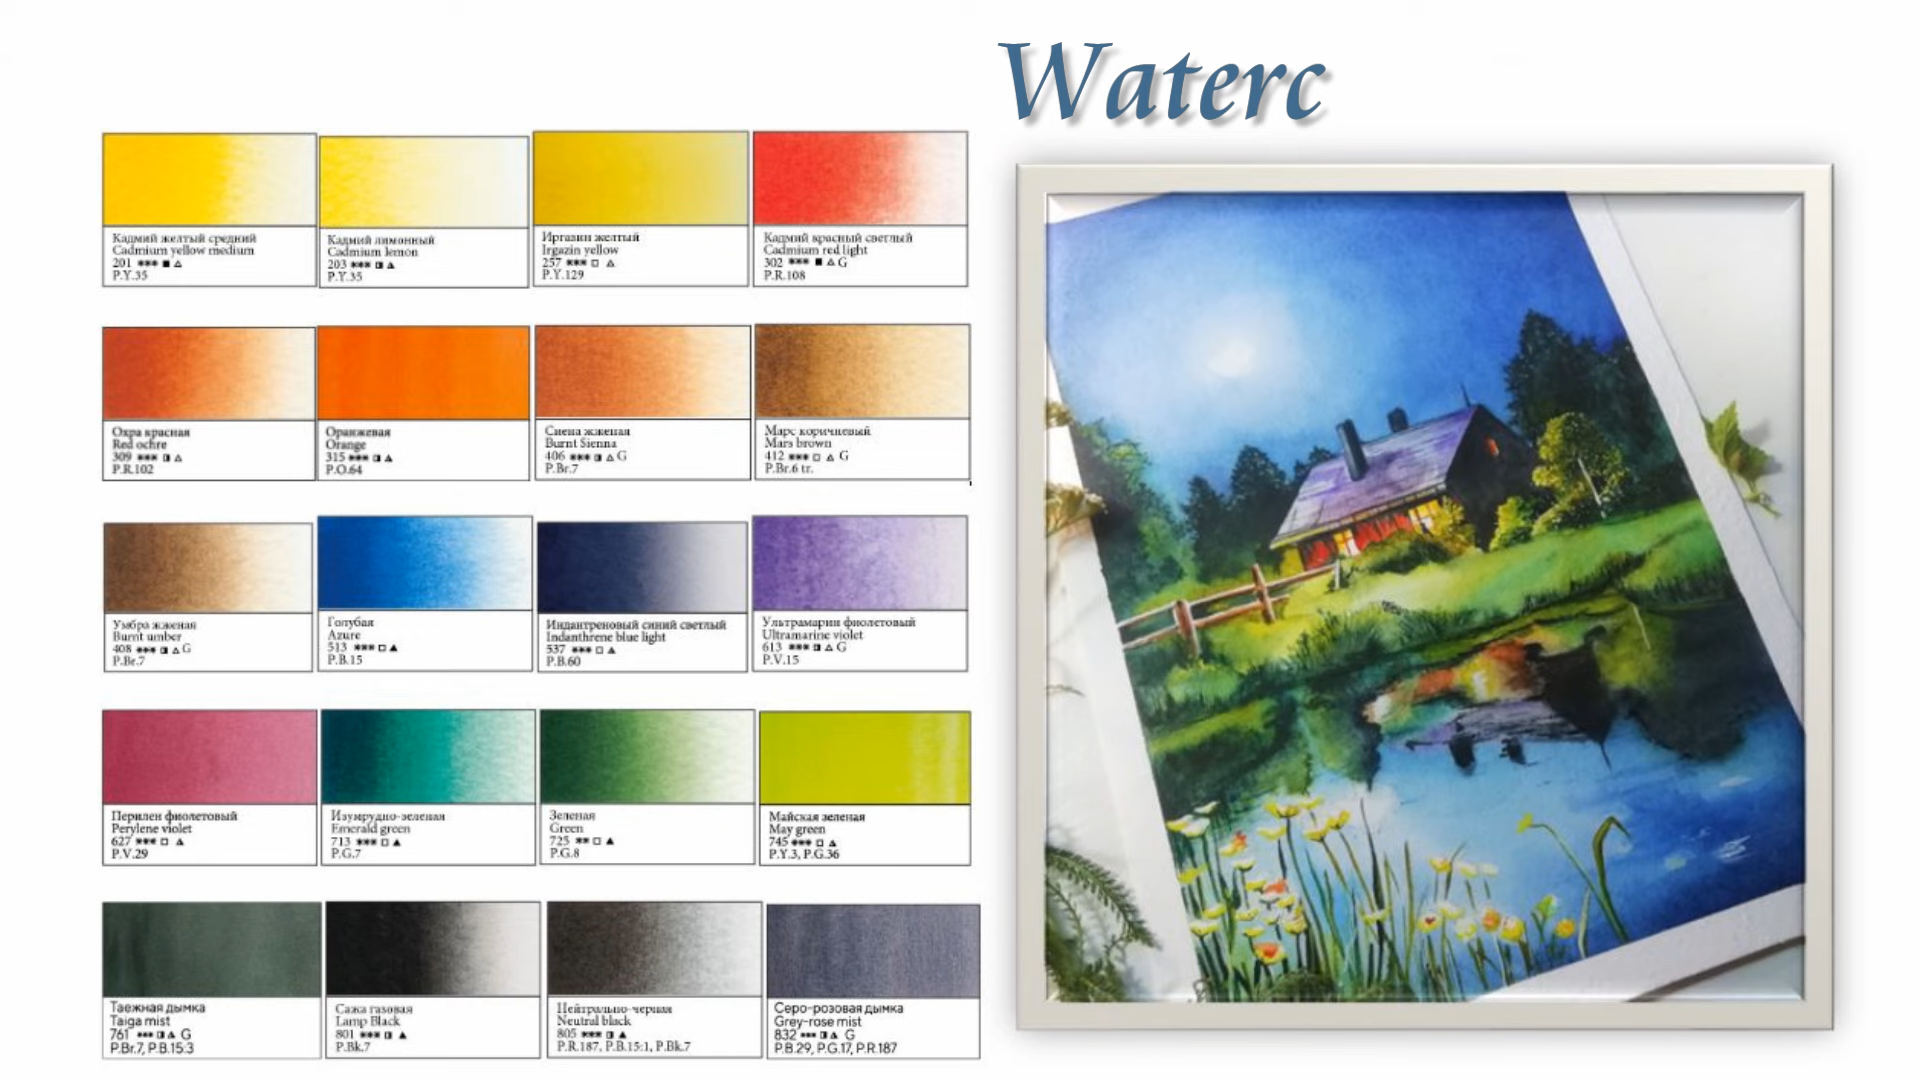 Waterc
Кадмий желтый средний
Cadmium yellow medium
201 *** ■ △
P.Y.35
Кадмий лимонный
Cadmium lemon
203 *** ◨ ▲
P.Y.35
Иргазин желтый
Irgazin yellow
257 *** □ △
P.Y.129
Кадмий красный светлый
Cadmium red light
302 *** ■ △ G
P.R.108
Охра красная
Red ochre
309 *** ◨ △
P.R.102
Оранжевая
Orange
315 *** ◨ ▲
P.O.64
Сиена жженая
Burnt Sienna
406 *** ◨ △ G
P.Br.7
Марс коричневый
Mars brown
412 *** □ △ G
P.Br.6 tr.
Умбра жженая
Burnt umber
408 *** ◨ △ G
P.Br.7
Голубая
Azure
513 *** □ ▲
P.B.15
Индантреновый синий светлый
Indanthrene blue light
537 *** □ ▲
P.B.60
Ультрамарин фиолетовый
Ultramarine violet
613 *** ◨ △ G
P.V.15
Перилен фиолетовый
Perylene violet
627 *** □ △
P.V.29
Изумрудно-зеленая
Emerald green
713 *** □ ▲
P.G.7
Зеленая
Green
725 ** □ ▲
P.G.8
Майская зеленая
May green
745 *** □ △
P.Y.3, P.G.36
Таежная дымка
Taiga mist
761 *** ◨ △ G
P.Br.7, P.B.15:3
Сажа газовая
Lamp Black
801 *** ◨ ▲
P.Bk.7
Нейтрально-черная
Neutral black
805 *** ◨ ▲
P.R.187, P.B.15:1, P.Bk.7
Серо-розовая дымка
Grey-rose mist
832 *** ◨ △ G
P.B.29, P.G.17, P.R.187